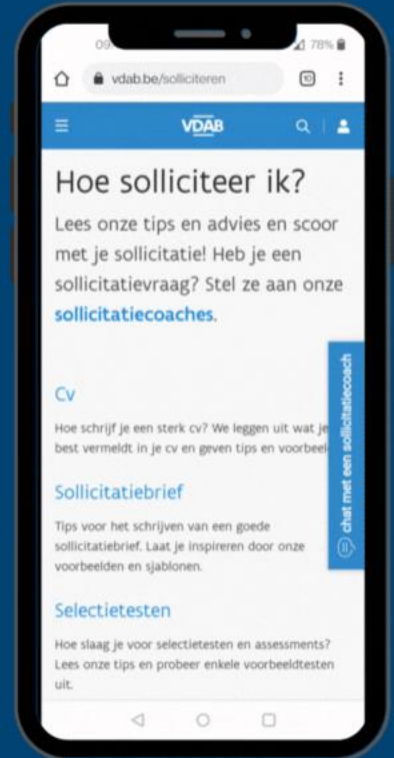 09
78%
vdab.be/solliciteren
10
VDAB
Hoe solliciteer ik?
Lees onze tips en advies en scoor
met je sollicitatie! Heb je een
sollicitatievraag? Stel ze aan onze
sollicitatiecoaches.
chat met een sollicitatiecoach
Cv
Hoe schrijf je een sterk cv? We leggen uit wat je
best vermeldt in je cv en geven tips en voorbeel
Sollicitatiebrief
Tips voor het schrijven van een goede
sollicitatiebrief. Laat je inspireren door onze
voorbeelden en sjablonen.
Selectietesten
Hoe slaag je voor selectietesten en assessments?
Lees onze tips en probeer enkele voorbeeldtesten
uit.